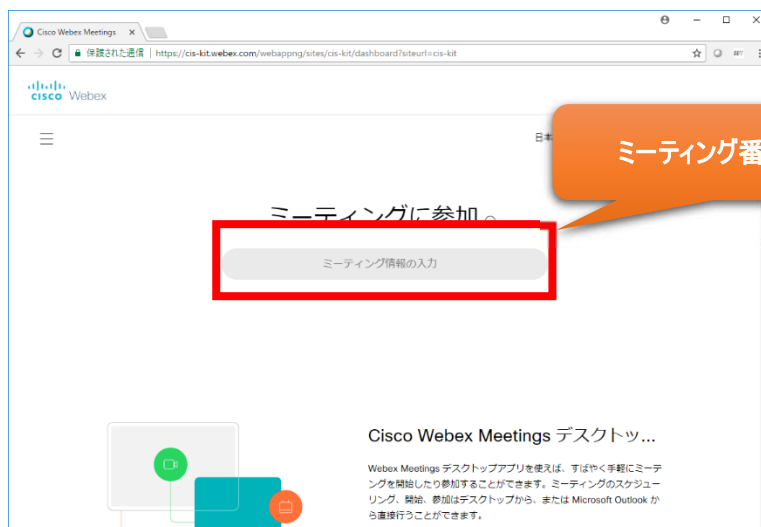 Cisco Webex Meetings
保護された通信 | https://cis-kit.webex.com/webappng/sites/cis-kit/dashboard?siteurl=cis-kit
CISCO Webex
日本
ミーティング番
ミーティングに参加
ミーティング情報の入力
Cisco Webex Meetings デスクトッ...
Webex Meetings デスクトップアプリを使えば、すばやく手軽にミーテ
ングを開始したり参加することができます。ミーティングのスケジュー
リング、開始、参加はデスクトップから、または Microsoft Outlook か
ら直接行うことができます。